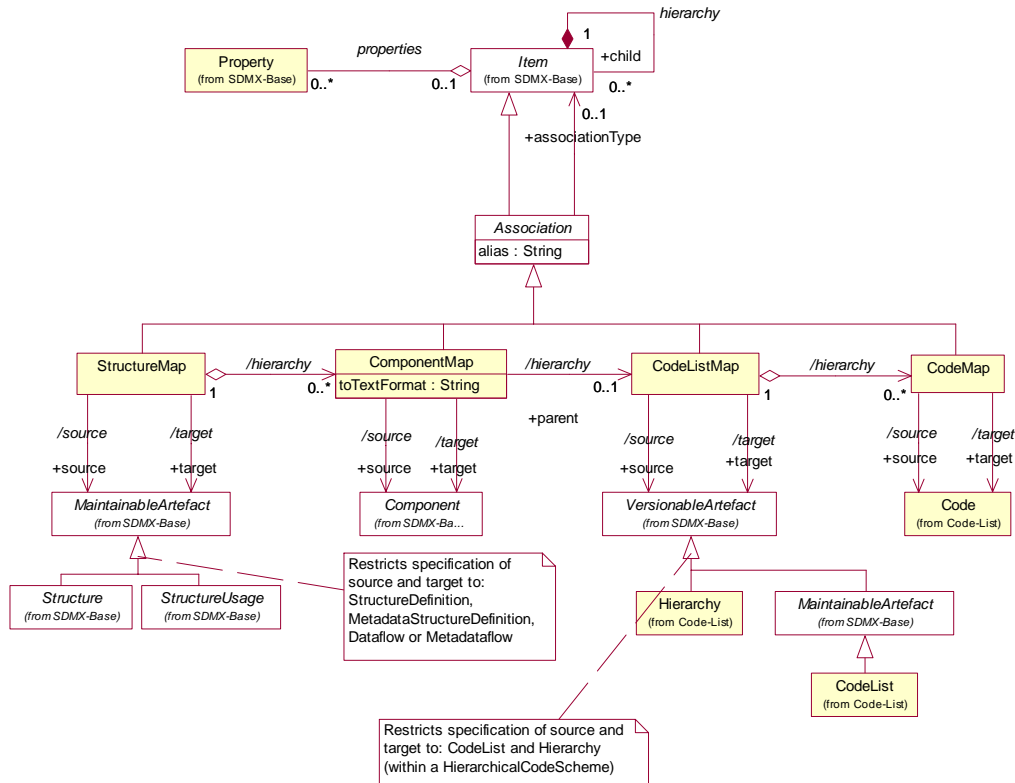 hierarchy
1
properties
Property
(from SDMX-Base)
0..*
0..1
Item
(from SDMX-Base)
+child
0..*
0..1
+associationType
Association
alias : String
StructureMap
/hierarchy
1
0..*
ComponentMap
toTextFormat : String
/hierarchy
0..1
+parent
CodeListMap
/hierarchy
1
0..*
CodeMap
/source
+source
/target
+target
/source
+source
/target
+target
/source
+source
/target
+target
/source
+source
/target
+target
MaintainableArtefact
(from SDMX-Base)
Component
(from SDMX-Ba...
VersionableArtefact
(from SDMX-Base)
Code
(from Code-List)
Structure
(from SDMX-Base)
StructureUsage
(from SDMX-Base)
Restricts specification of
source and target to:
StructureDefinition,
MetadataStructureDefinition,
Dataflow or Metadataflow
Hierarchy
(from Code-List)
MaintainableArtefact
(from SDMX-Base)
CodeList
(from Code-List)
Restricts specification of source and
target to: CodeList and Hierarchy
(within a HierarchicalCodeScheme)